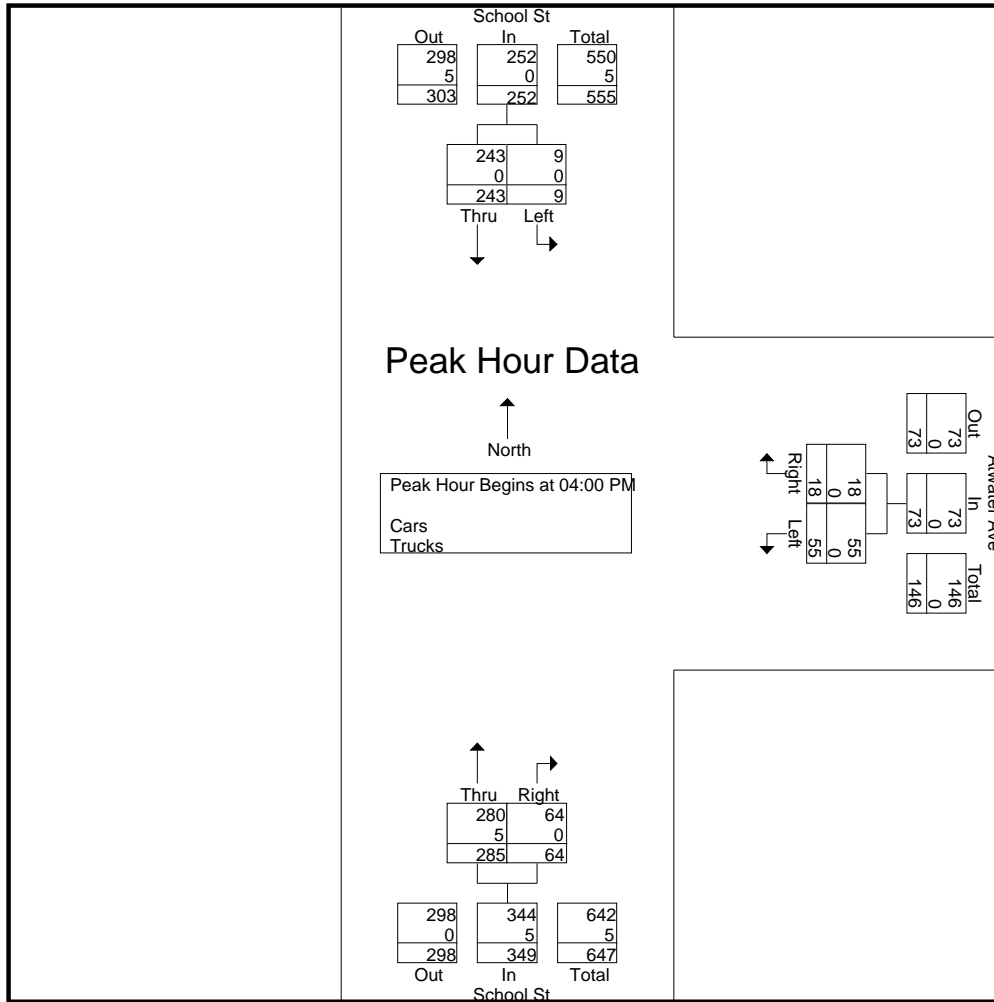 School St
Out In Total
298 252 550
5 0 5
303 252 555
243 9
0 0
243 9
Thru Left
Peak Hour Data
North
Peak Hour Begins at 04:00 PM
Cars
Trucks
Atwater Ave
Out In Total
73 73 146
0 0 0
73 73 146
18 55
0 0
18 55
Right Left
Thru Right
280 64
5 0
285 64
298 344 642
0 5 5
298 349 647
Out In Total
School St